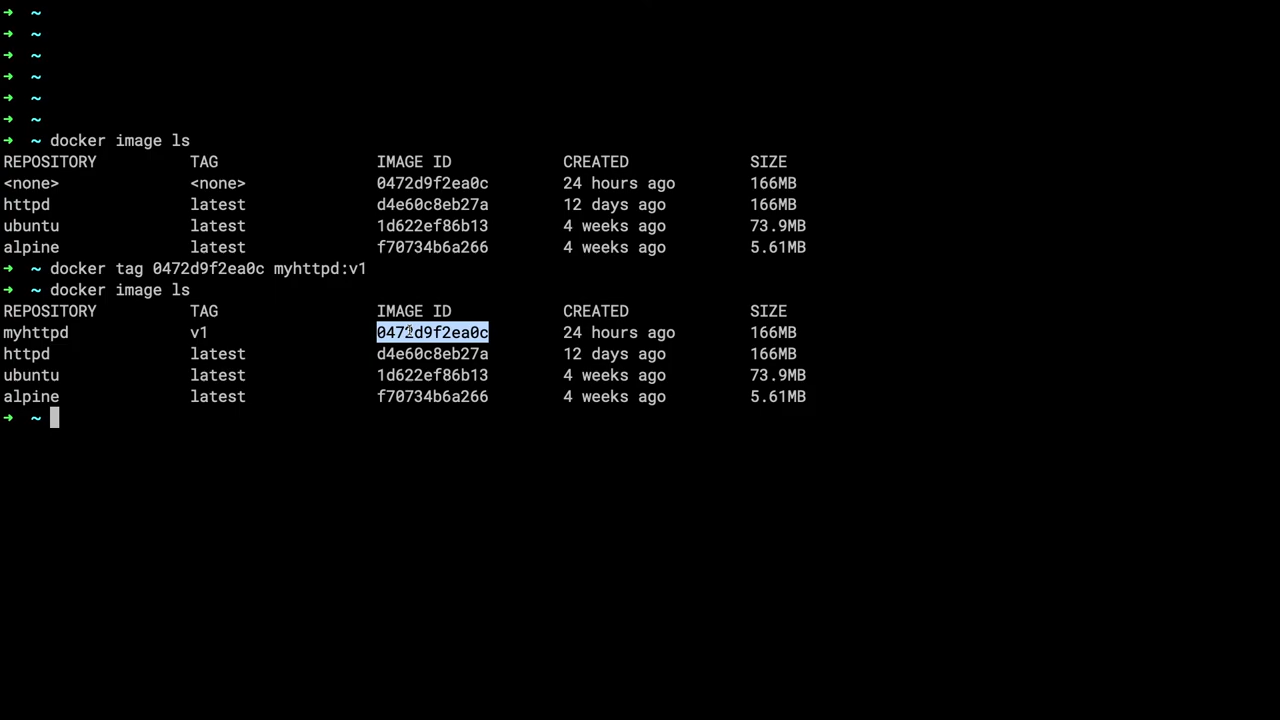 ➜ ~
➜ ~
➜ ~
➜ ~
➜ ~
➜ ~
➜ ~ docker image ls
REPOSITORY TAG IMAGE ID CREATED SIZE
<none> <none> 0472d9f2ea0c 24 hours ago 166MB
httpd latest d4e60c8eb27a 12 days ago 166MB
ubuntu latest 1d622ef86b13 4 weeks ago 73.9MB
alpine latest f70734b6a266 4 weeks ago 5.61MB
➜ ~ docker tag 0472d9f2ea0c myhttpd:v1
➜ ~ docker image ls
REPOSITORY TAG IMAGE ID CREATED SIZE
myhttpd v1 0472d9f2ea0c 24 hours ago 166MB
httpd latest d4e60c8eb27a 12 days ago 166MB
ubuntu latest 1d622ef86b13 4 weeks ago 73.9MB
alpine latest f70734b6a266 4 weeks ago 5.61MB
➜ ~